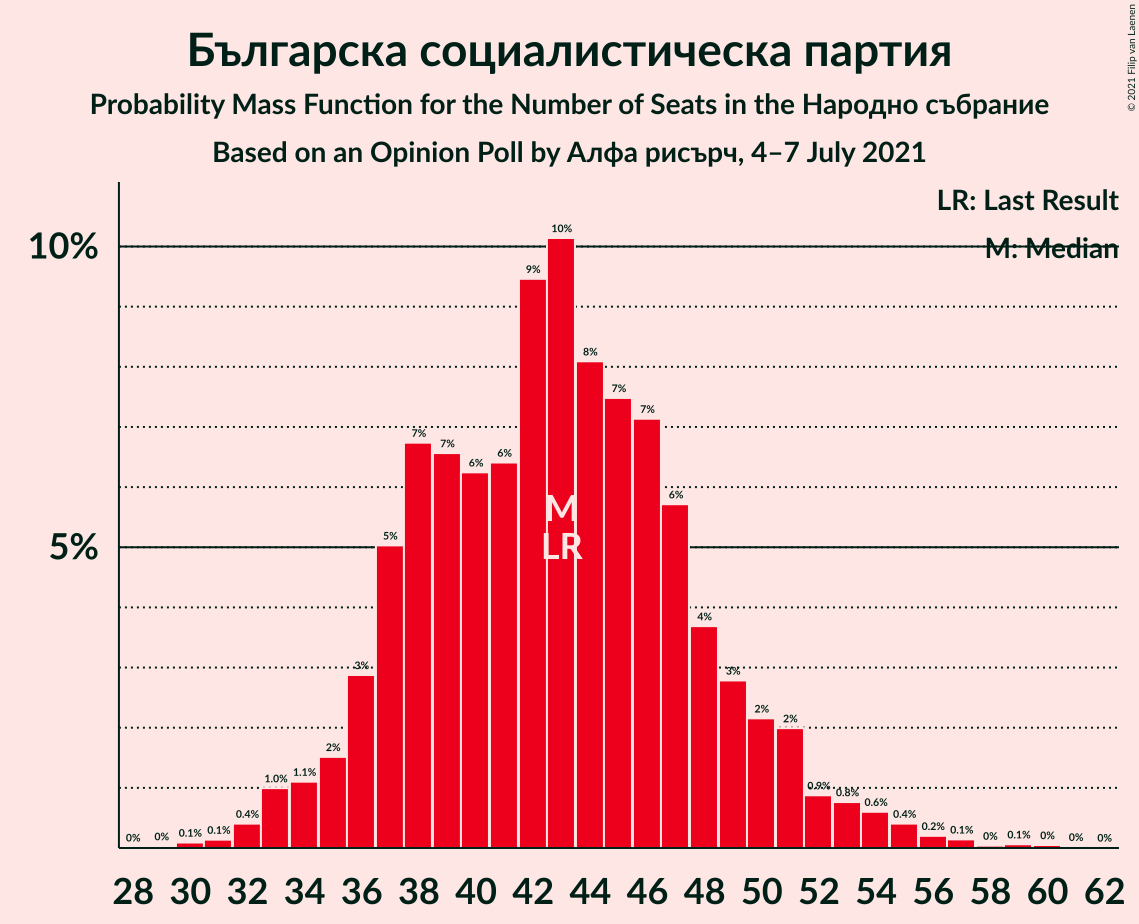 Българска социалистическа партия
Probability Mass Function for the Number of Seats in the Народно събрание
Based on an Opinion Poll by Алфа рисърч, 4–7 July 2021
© 2021 Filip van Laenen
LR: Last Result
M: Median
10%
5%
0% 0% 0.1% 0.1% 0.4% 1.0% 1.1% 2% 3% 5% 7% 7% 6% 6% 9% 10% 8% 7% 7% 6% 4% 3% 2% 2% 0.9% 0.8% 0.6% 0.4% 0.2% 0.1% 0% 0.1% 0% 0% 0%
M
LR
28 30 32 34 36 38 40 42 44 46 48 50 52 54 56 58 60 62